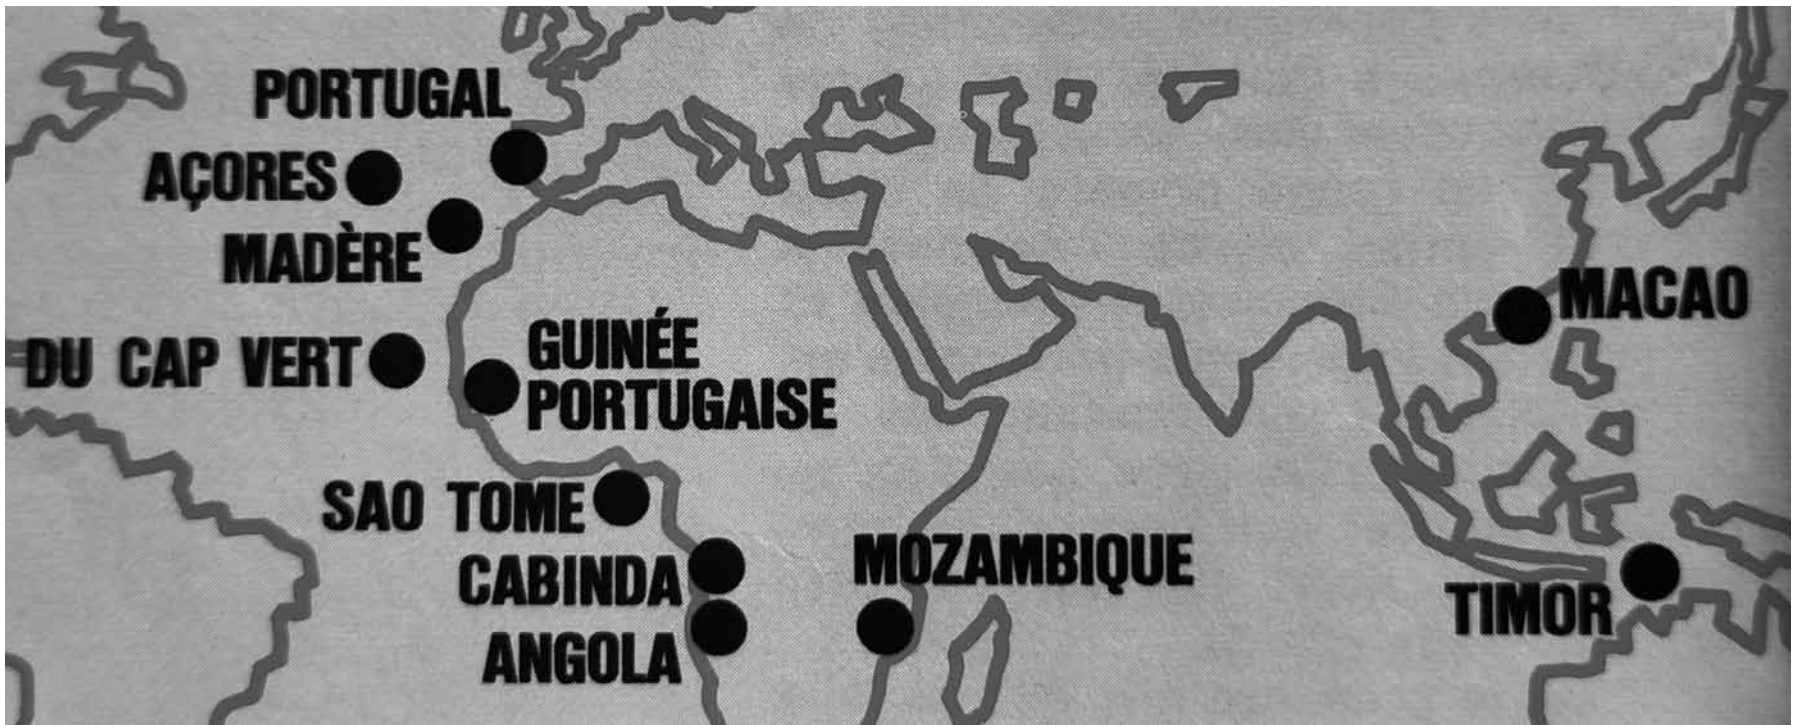 PORTUGAL
AÇORES
MADÈRE
MACAO
DU CAP VERT
GUINÉE
PORTUGAISE
SAO TOME
CABINDA
MOZAMBIQUE
ANGOLA
TIMOR